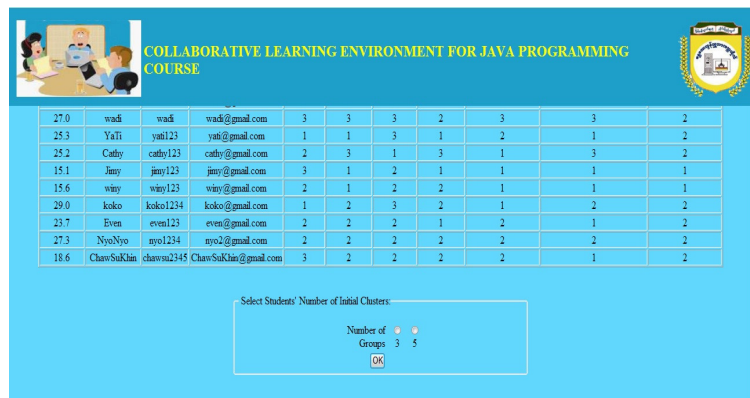 COLLABORATIVE LEARNING ENVIRONMENT FOR JAVA PROGRAMMING
COURSE
27.0 wadi wadi wadi@gmail.com 3 3 3 2 3 3 2
25.3 YaTi yati123 yati@gmail.com 1 1 3 1 2 1 2
25.2 Cathy cathy123 cathy@gmail.com 2 3 1 3 1 3 2
15.1 Jimy jimy123 jimy@gmail.com 3 1 2 1 1 1 1
15.6 winy winy123 winy@gmail.com 2 1 2 2 1 1 1
29.0 koko koko1234 koko@gmail.com 1 2 3 2 1 2 2
23.7 Even even123 even@gmail.com 2 2 2 1 2 1 2
27.3 NyoNyo nyo1234 nyo2@gmail.com 2 2 2 2 2 2 2
18.6 ChawSuKhin chawsu2345 ChawSuKhin@gmail.com 3 2 2 2 2 1 2
Select Students' Number of Initial Clusters:
Number of
Groups 3 5
OK